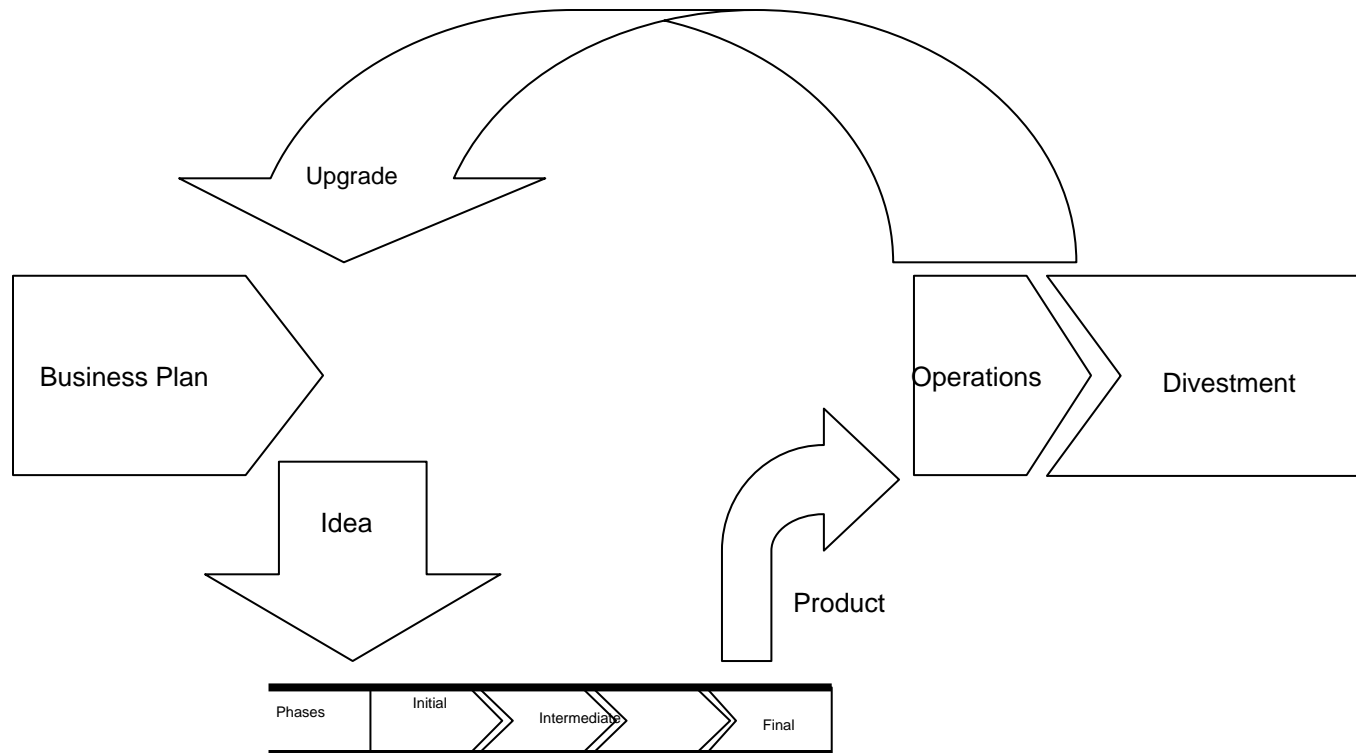 Upgrade
Business Plan
Operations
Divestment
Idea
Product
Phases
Initial
Intermediate
Final